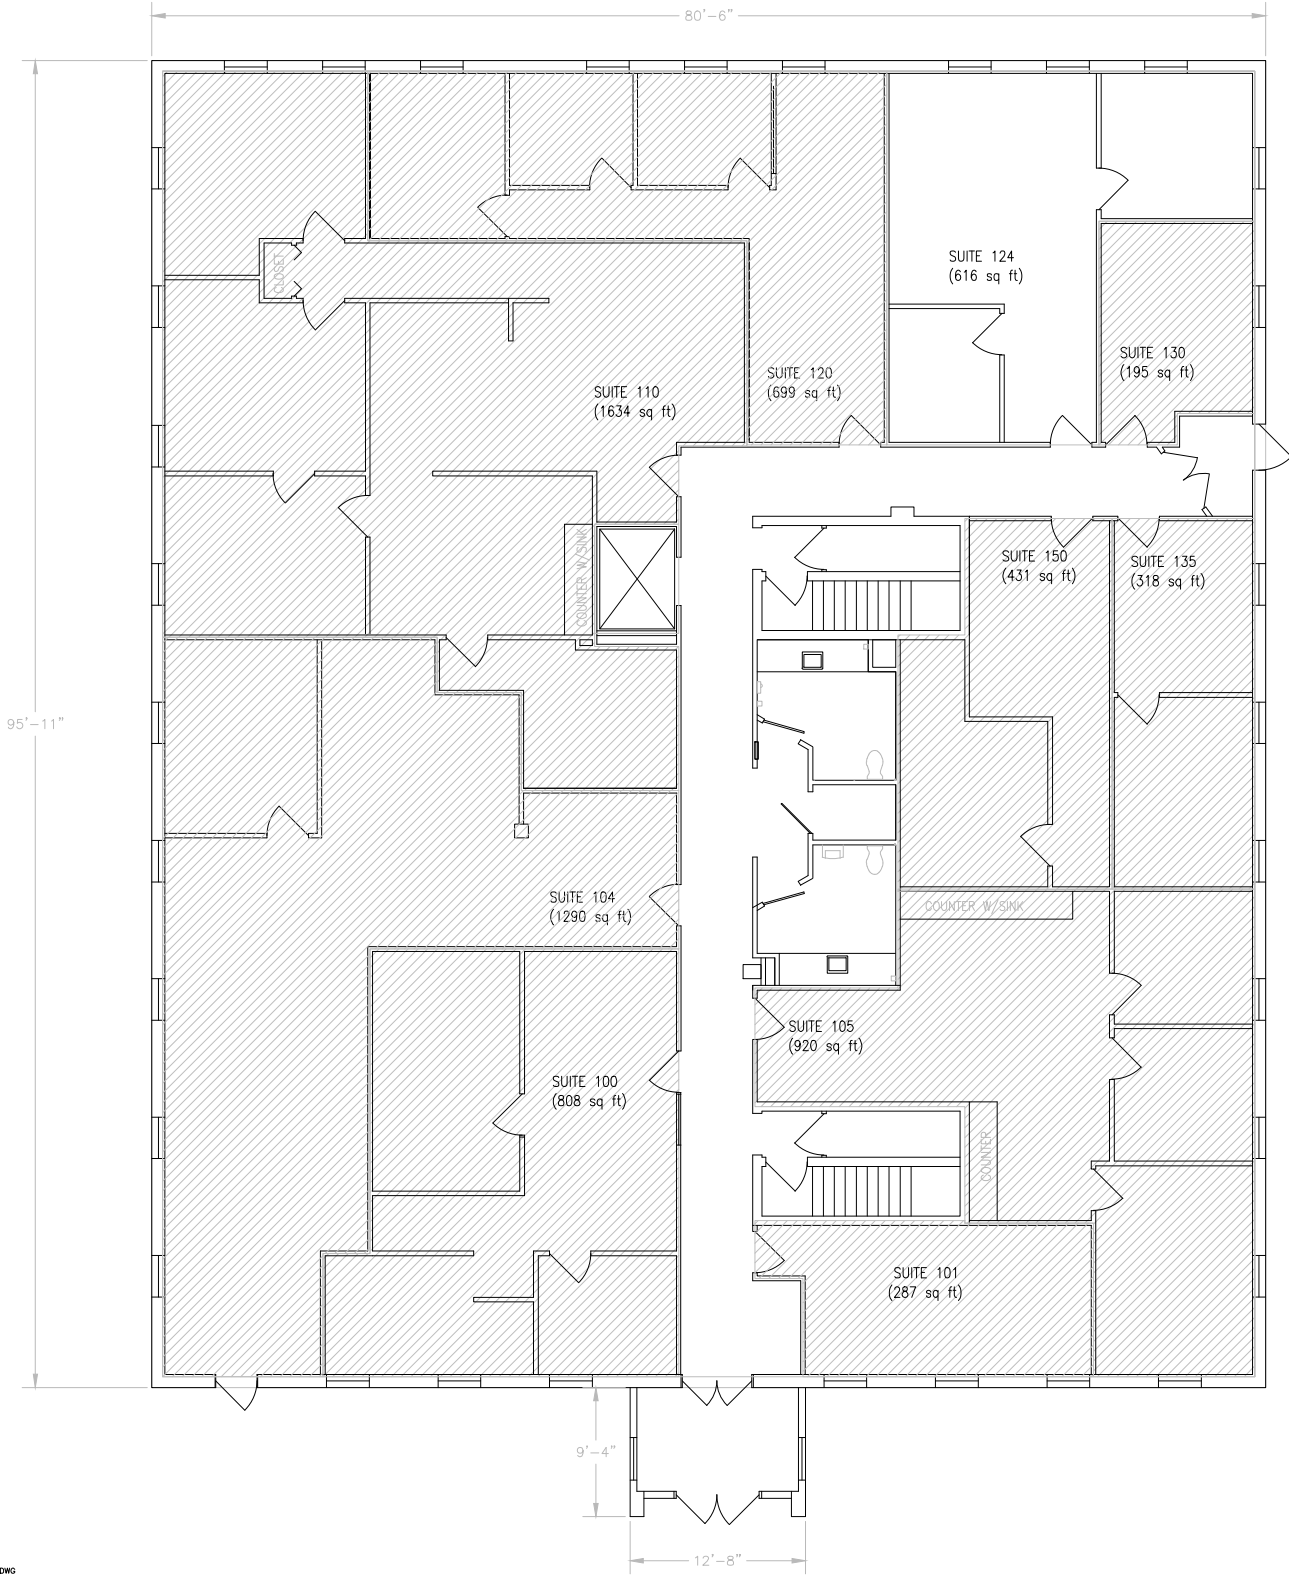 80'-6"
CLOSET
SUITE 124
(616 sq ft)
SUITE 130
(195 sq ft)
SUITE 120
(699 sq ft)
SUITE 110
(1634 sq ft)
COUNTER W/SINK
SUITE 150
(431 sq ft)
SUITE 135
(318 sq ft)
95'-11"
SUITE 104
(1290 sq ft)
COUNTER W/SINK
SUITE 105
(920 sq ft)
SUITE 100
(808 sq ft)
COUNTER
SUITE 101
(287 sq ft)
9'-4"
12'-8"
DWG